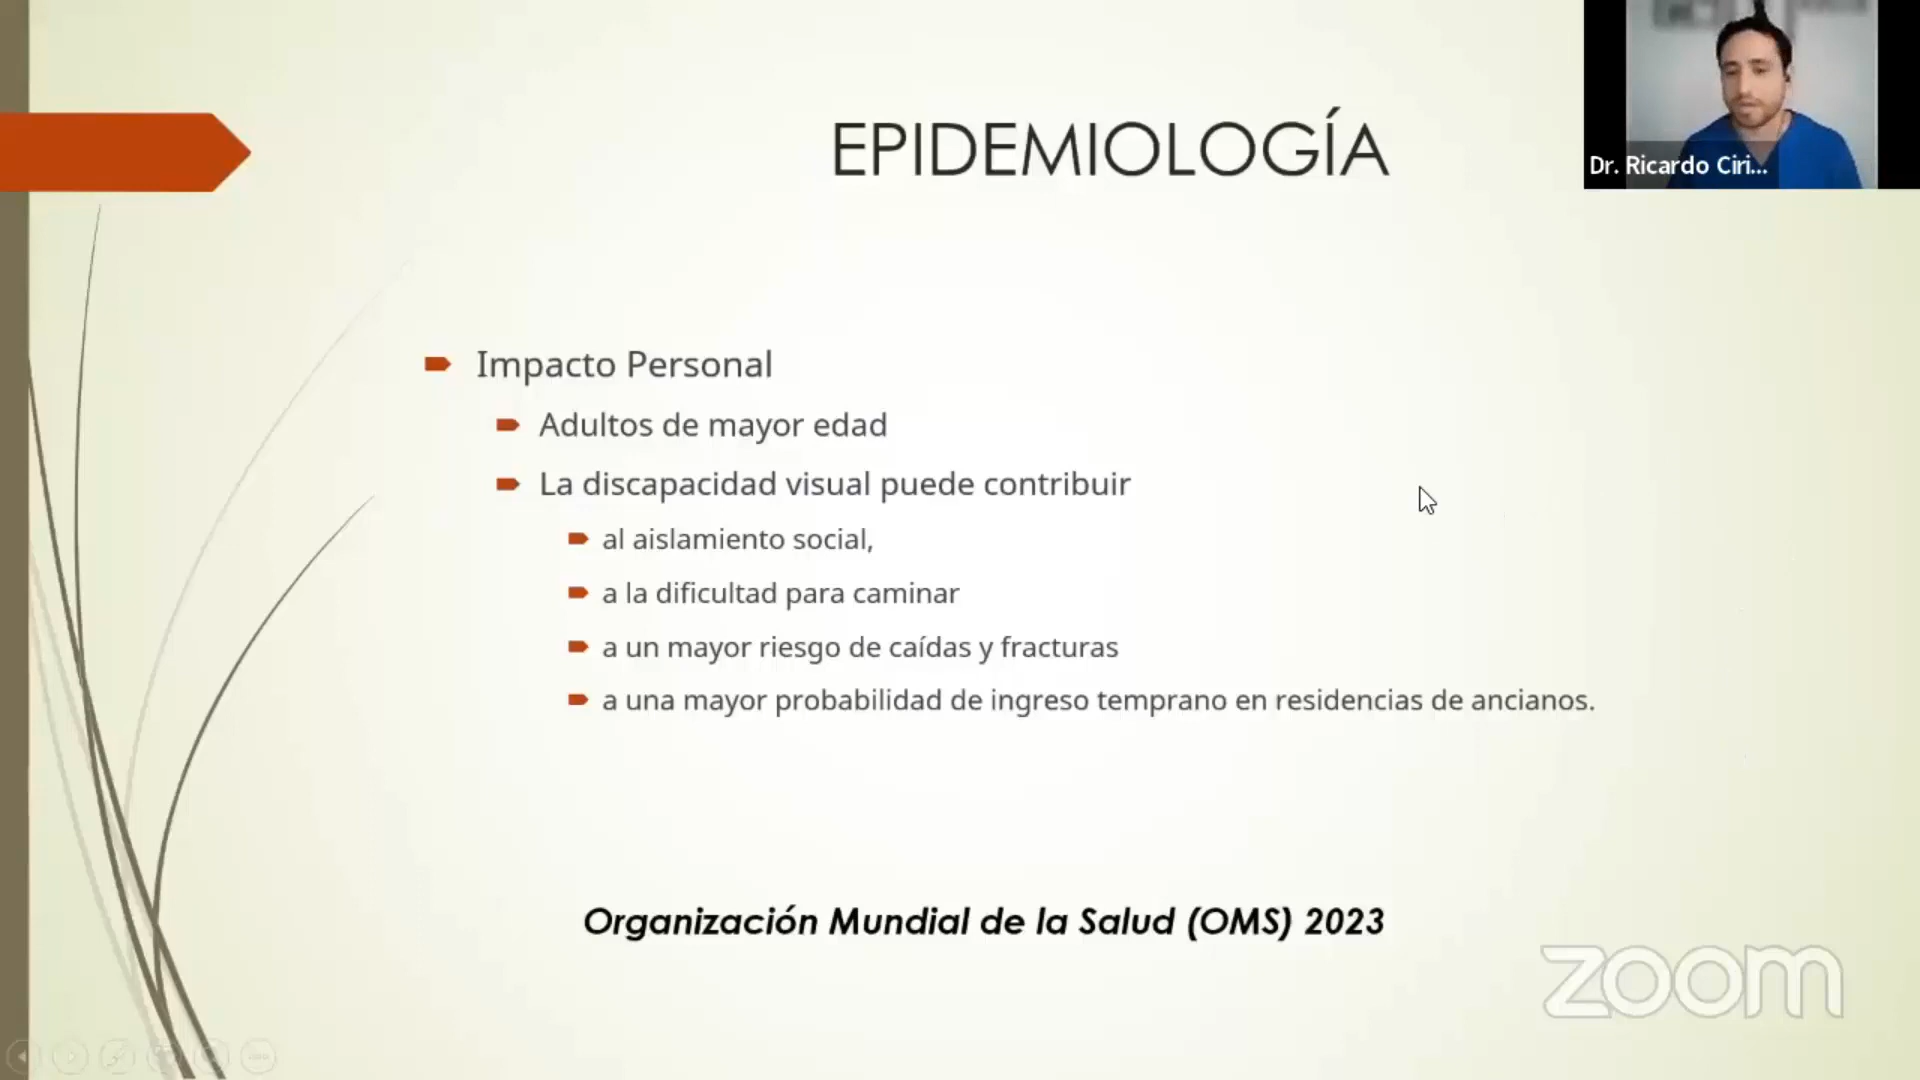 EPIDEMIOLOGÍA
Dr. Ricardo Ciri...
Impacto Personal
Adultos de mayor edad
La discapacidad visual puede contribuir
al aislamiento social,
a la dificultad para caminar
a un mayor riesgo de caídas y fracturas
a una mayor probabilidad de ingreso temprano en residencias de ancianos.
Organización Mundial de la Salud (OMS) 2023
zoom